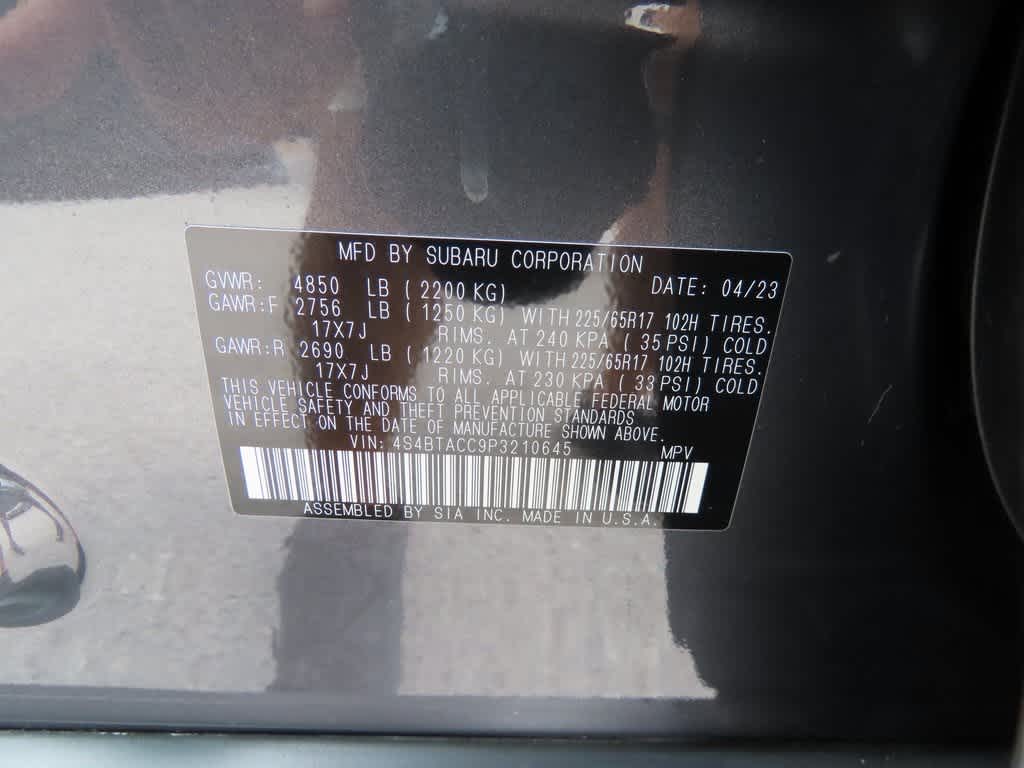 MFD BY SUBARU CORPORATION
GVWR: 4850 LB (2200 KG) DATE: 04/23
GAWR:F 2756 LB (1250 KG) WITH 225/65R17 102H TIRES.
17X7J RIMS. AT 240 KPA (35 PSI) COLD
GAWR:R 2690 LB (1220 KG) WITH 225/65R17 102H TIRES.
17X7J RIMS. AT 230 KPA (33 PSI) COLD
THIS VEHICLE CONFORMS TO ALL APPLICABLE FEDERAL MOTOR
VEHICLE SAFETY AND THEFT PREVENTION STANDARDS
IN EFFECT ON THE DATE OF MANUFACTURE SHOWN ABOVE.
VIN: 4S4BTACC9P3210645 MPV
ASSEMBLED BY SIA INC. MADE IN U.S.A.